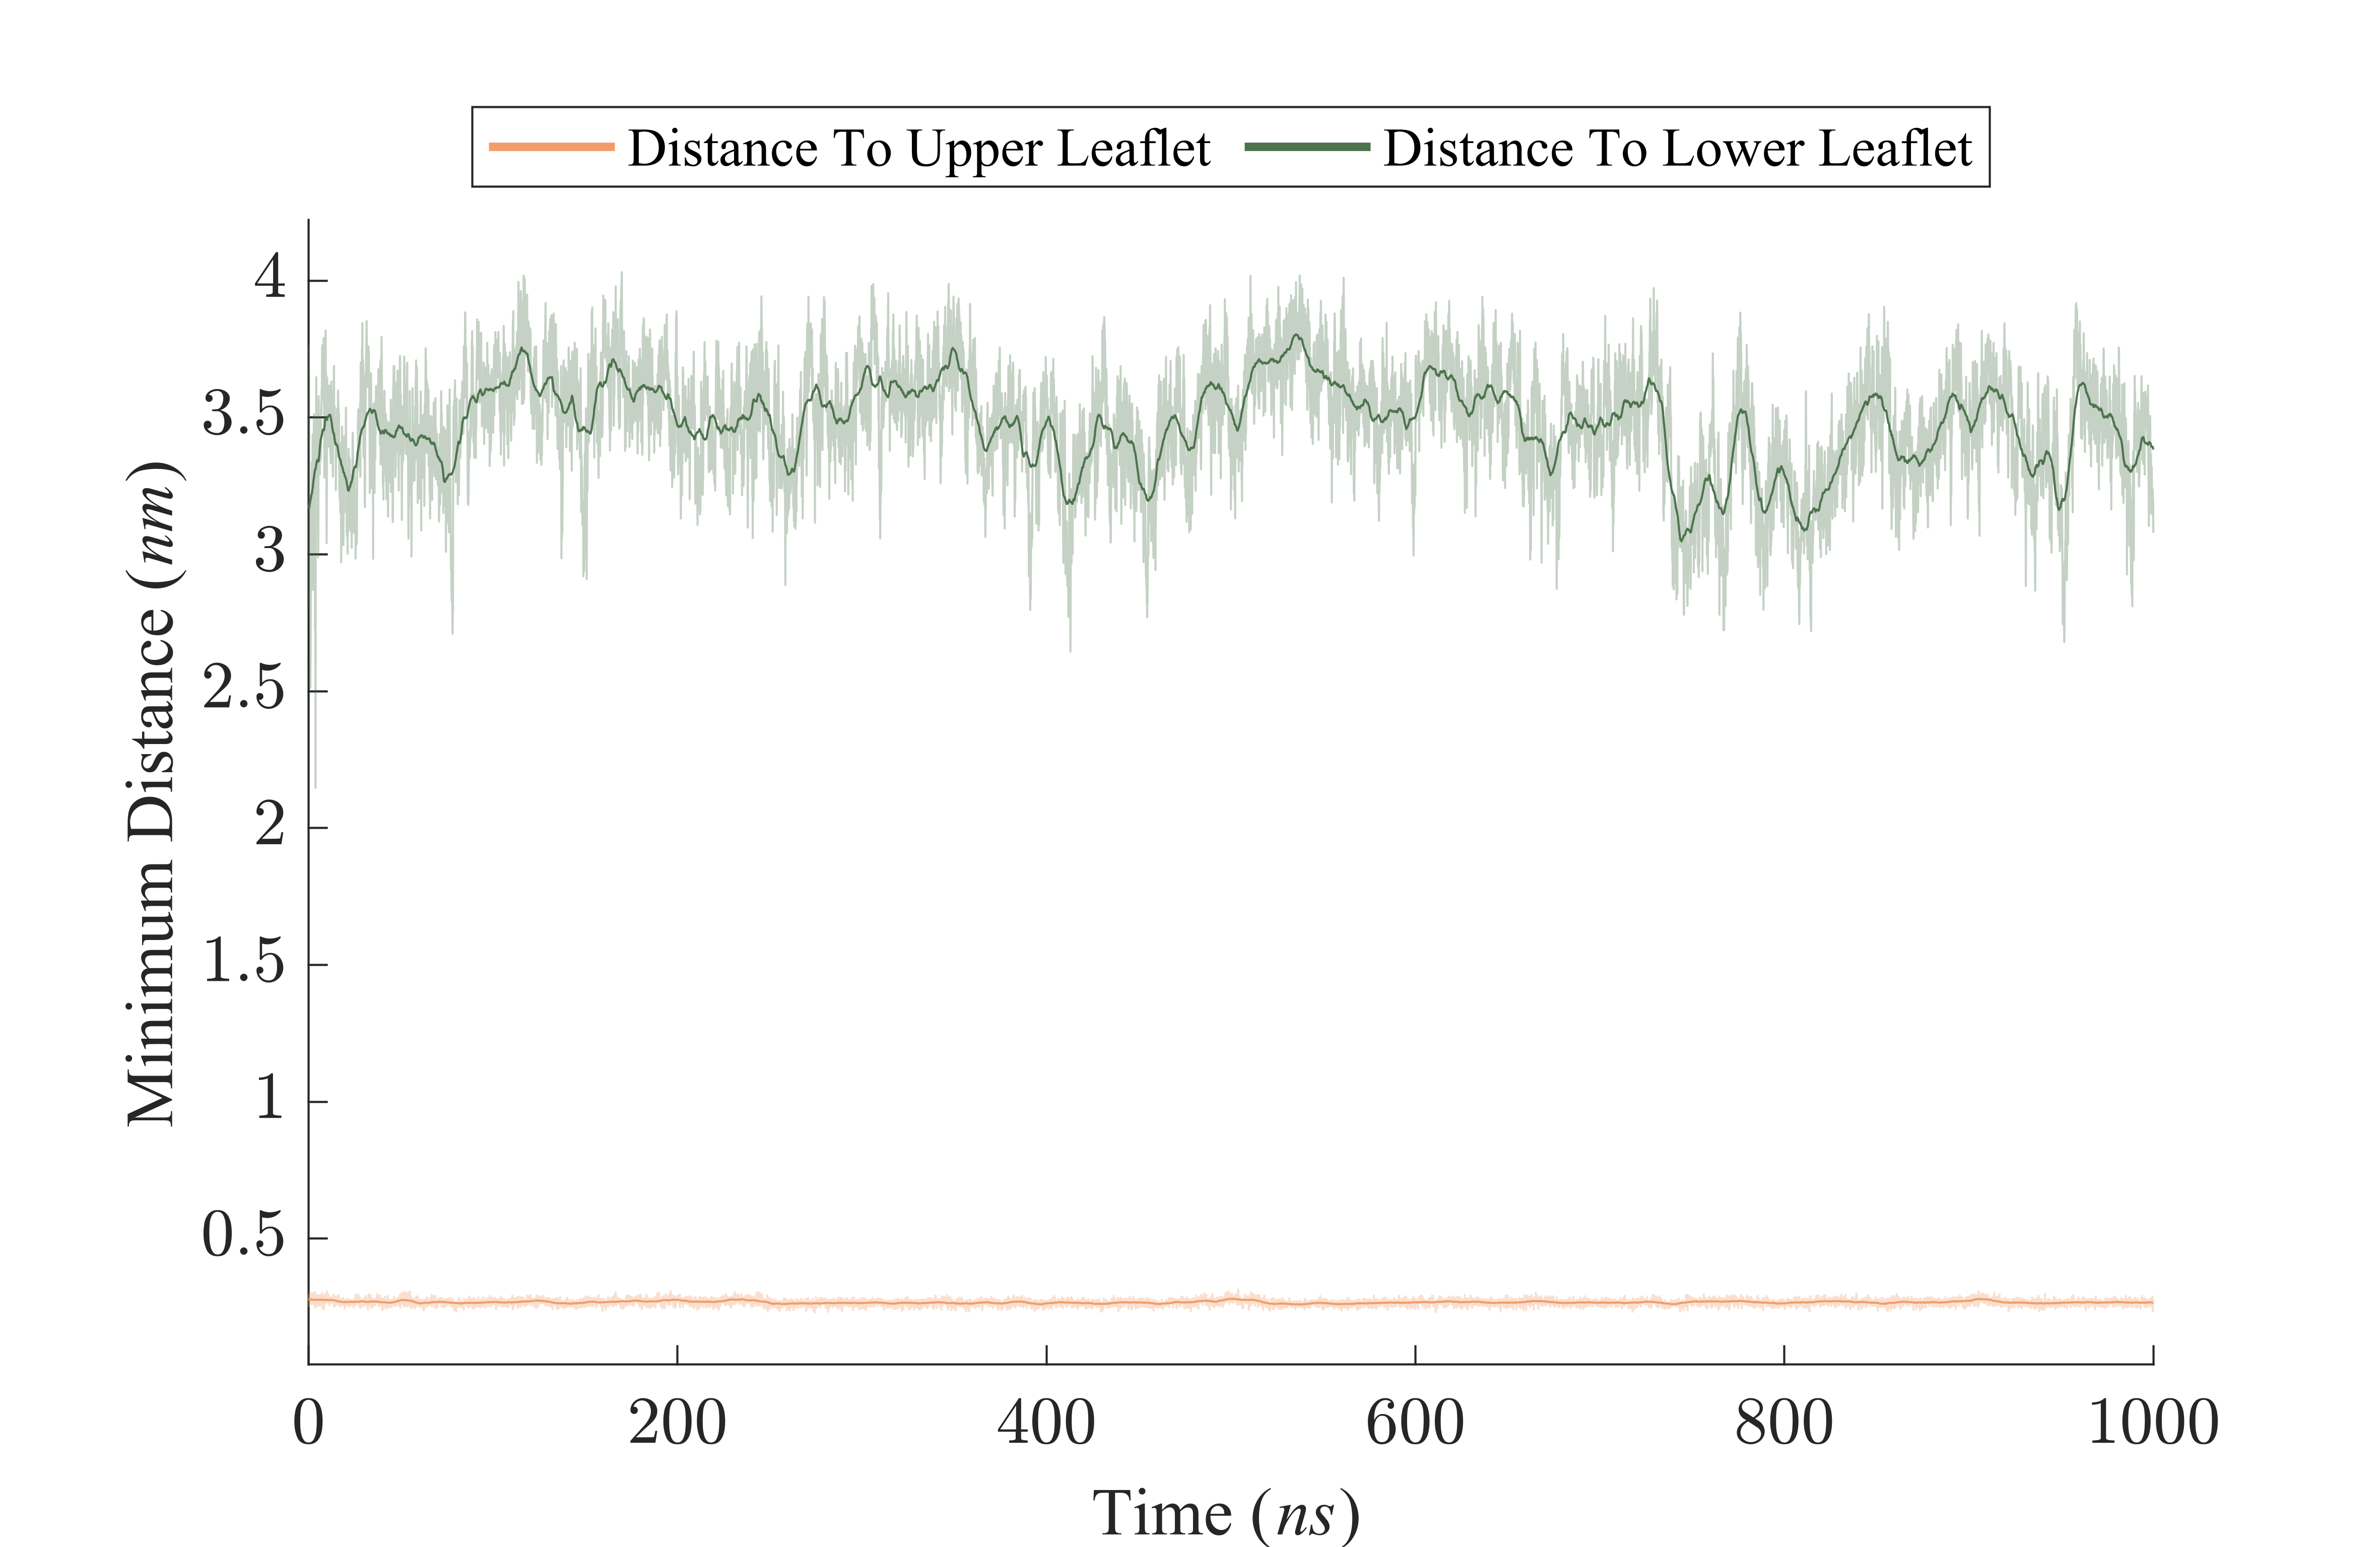 Distance To Upper Leaflet Distance To Lower Leaflet
4
3.5
3
2.5
2
1.5
1
0.5
Minimum Distance (nm)
0 200 400 600 800 1000
Time (ns)